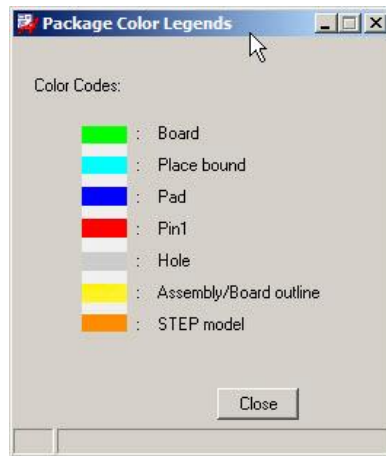 Package Color Legends
Color Codes:
: Board
: Place bound
: Pad
: Pin1
: Hole
: Assembly/Board outline
: STEP model
Close